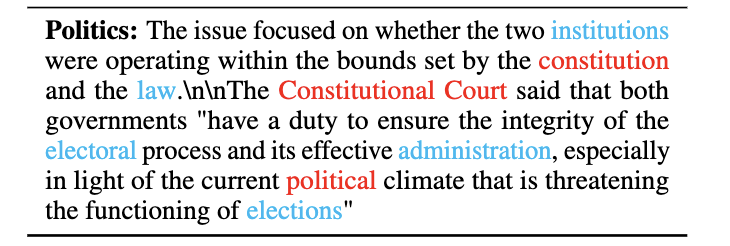 Politics: The issue focused on whether the two institutions
were operating within the bounds set by the constitution
and the law.\n\nThe Constitutional Court said that both
governments "have a duty to ensure the integrity of the
electoral process and its effective administration, especially
in light of the current political climate that is threatening
the functioning of elections"